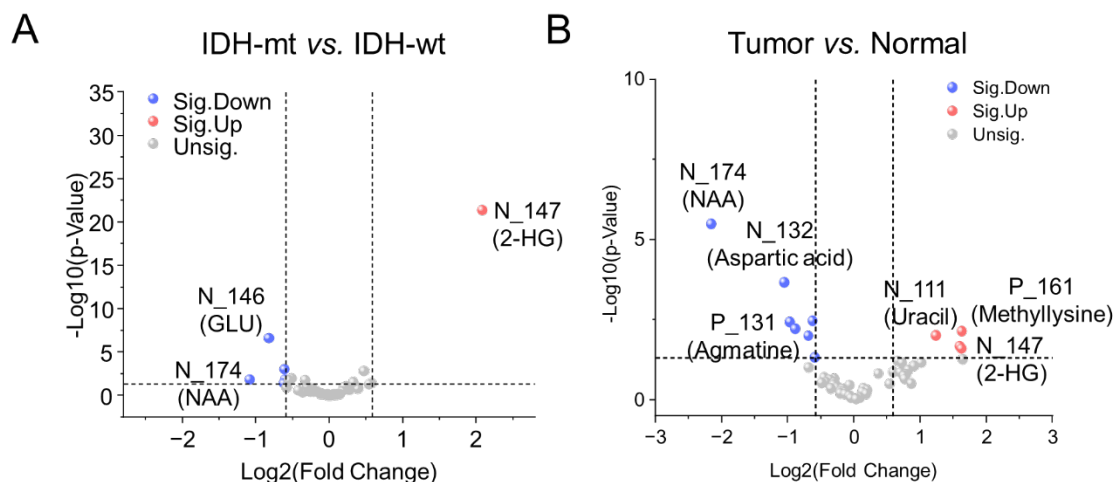 A
IDH-mt vs. IDH-wt
Sig.Down
Sig.Up
Unsig.
35
30
25
20
15
10
5
0
-Log10(p-Value)
N_147
(2-HG)
N_146
(GLU)
N_174
(NAA)
−2
−1
0
1
2
Log2(Fold Change)
B
Tumor vs. Normal
Sig.Down
Sig.Up
Unsig.
10
5
0
-Log10(p-Value)
N_174
(NAA)
N_132
(Aspartic acid)
P_131
(Agmatine)
N_111
(Uracil)
P_161
(Methyllysine)
N_147
(2-HG)
−3
−2
−1
0
1
2
3
Log2(Fold Change)